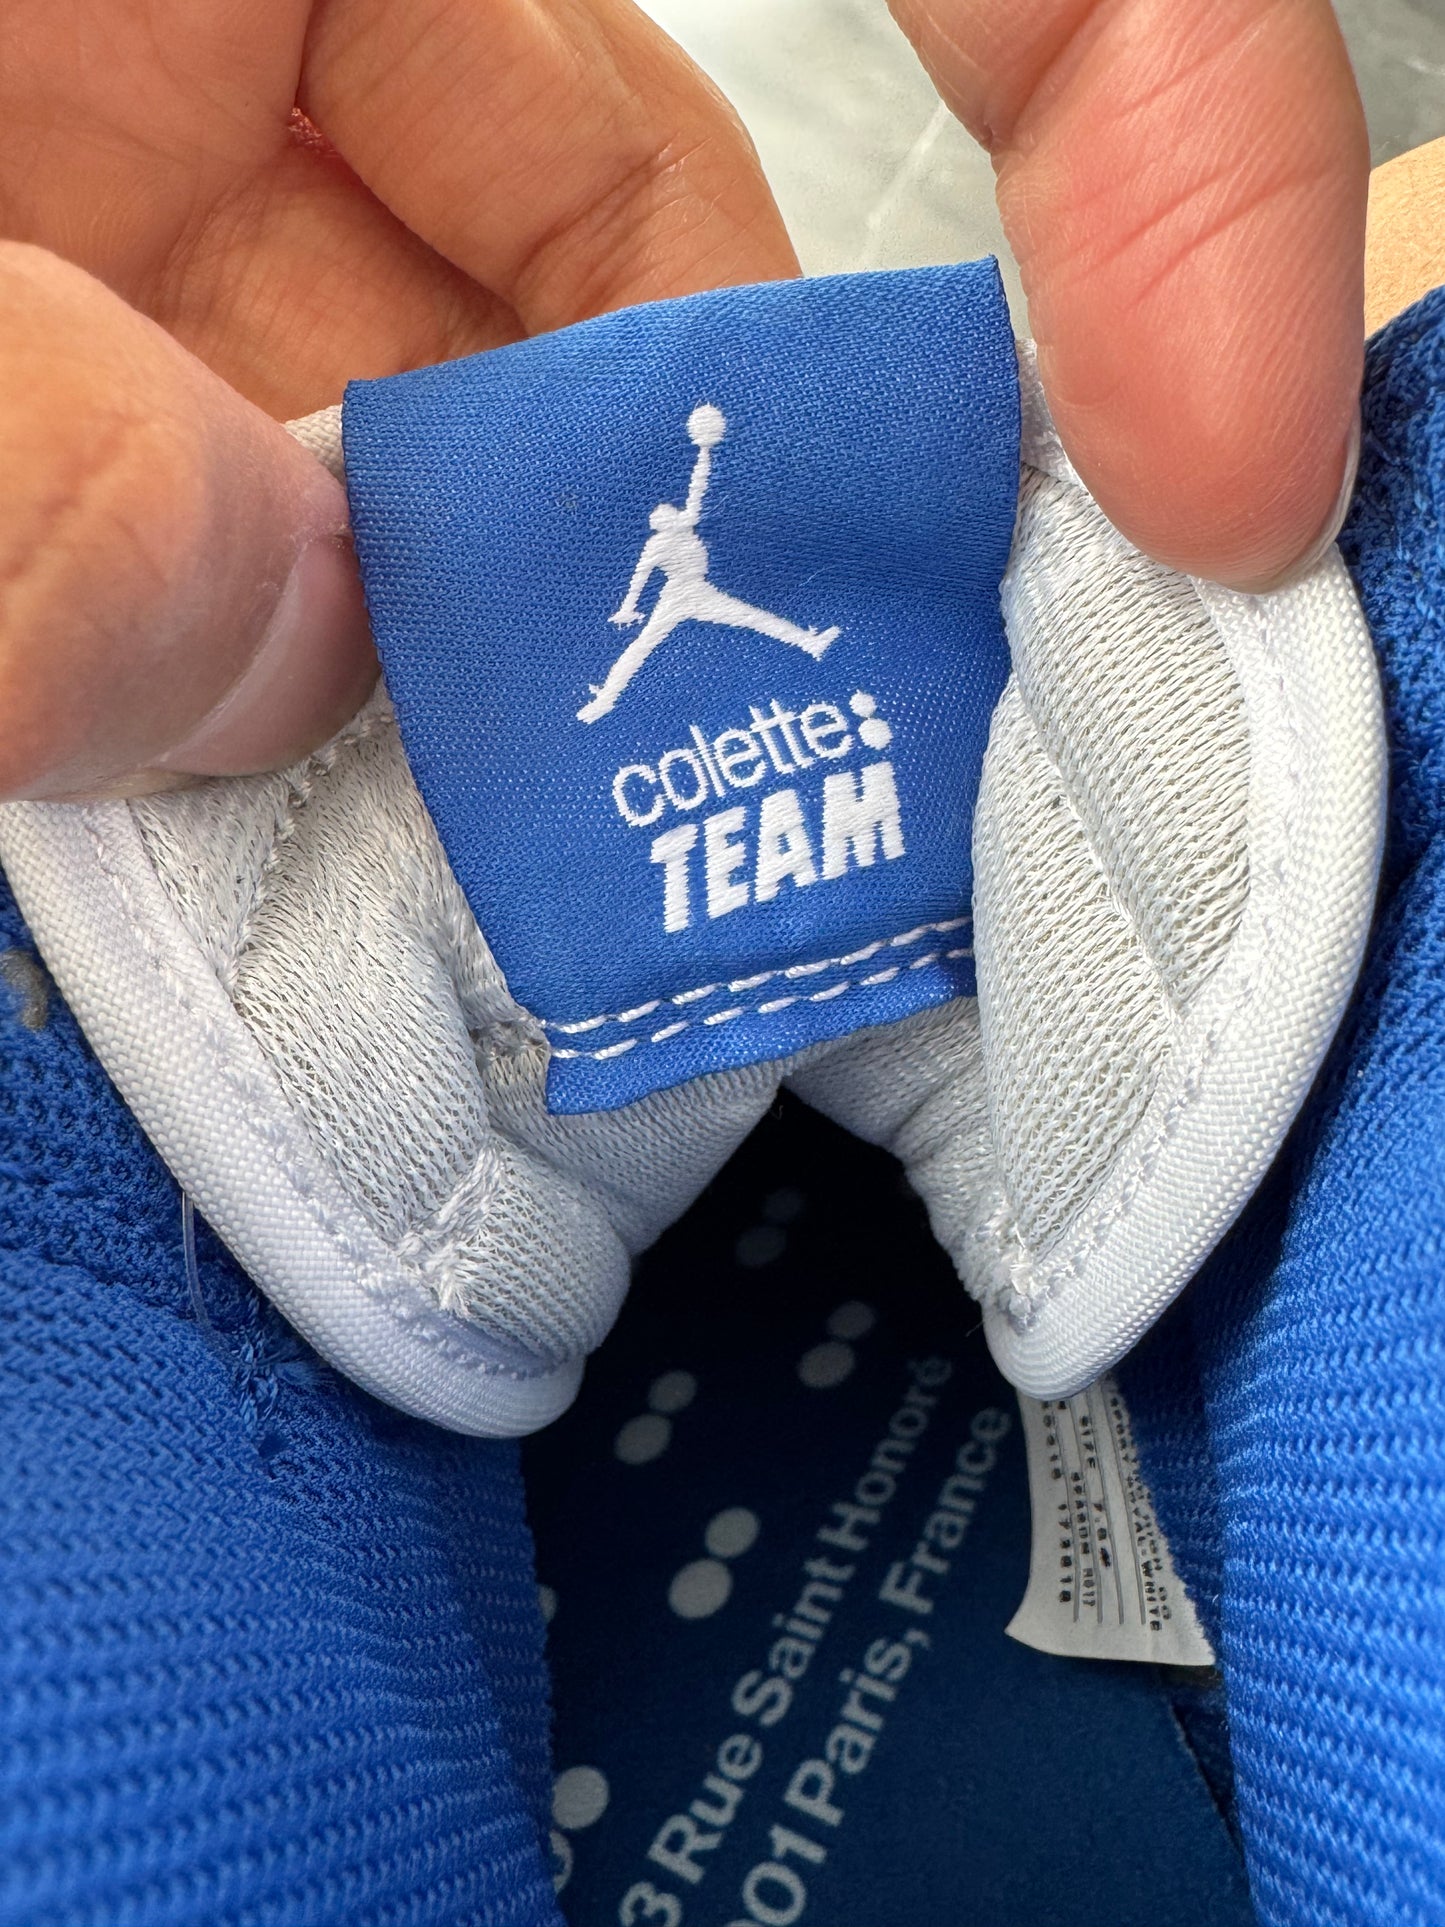 colette:
TEAM
3 Rue Saint Honoré
001 Paris, France